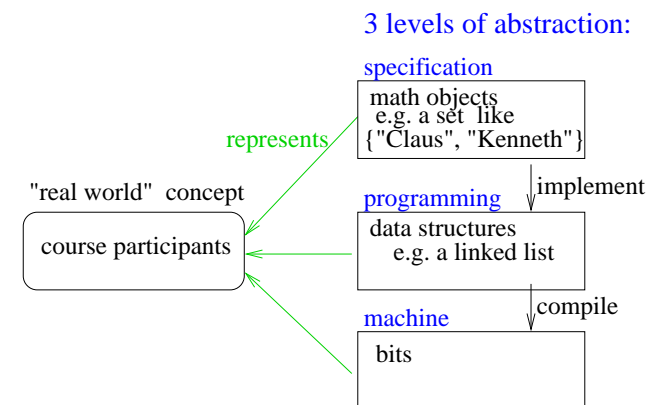 3 levels of abstraction:
specification
math objects
e.g. a set like
{"Claus", "Kenneth"}
represents
implement
"real world" concept
programming
data structures
course participants
e.g. a linked list
compile
machine
bits